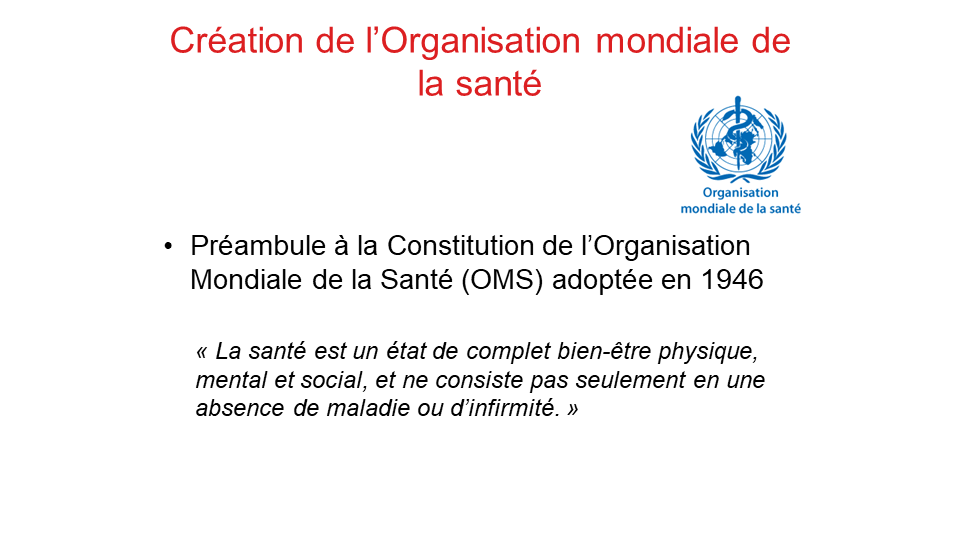 Création de l’Organisation mondiale de
la santé
Organisation
mondiale de la santé
• Préambule à la Constitution de l’Organisation
Mondiale de la Santé (OMS) adoptée en 1946
« La santé est un état de complet bien-être physique,
mental et social, et ne consiste pas seulement en une
absence de maladie ou d’infirmité. »